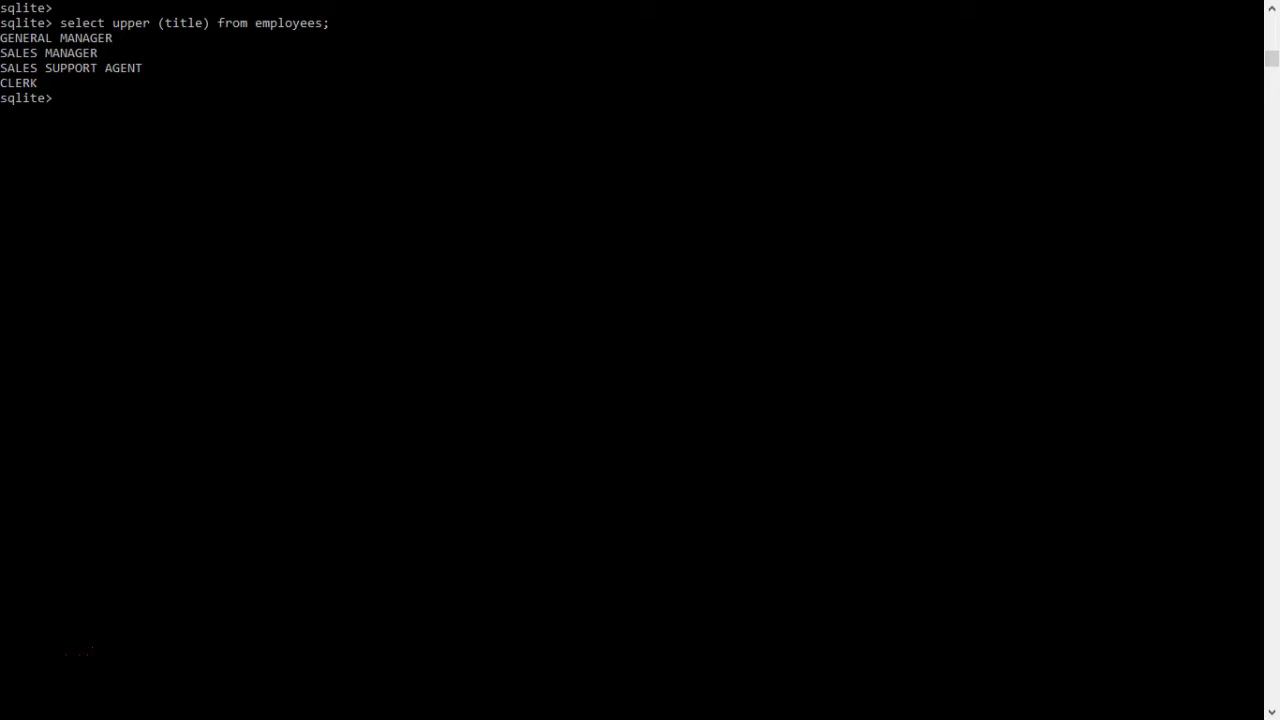 sqlite>
sqlite> select upper (title) from employees;
GENERAL MANAGER
SALES MANAGER
SALES SUPPORT AGENT
CLERK
sqlite>